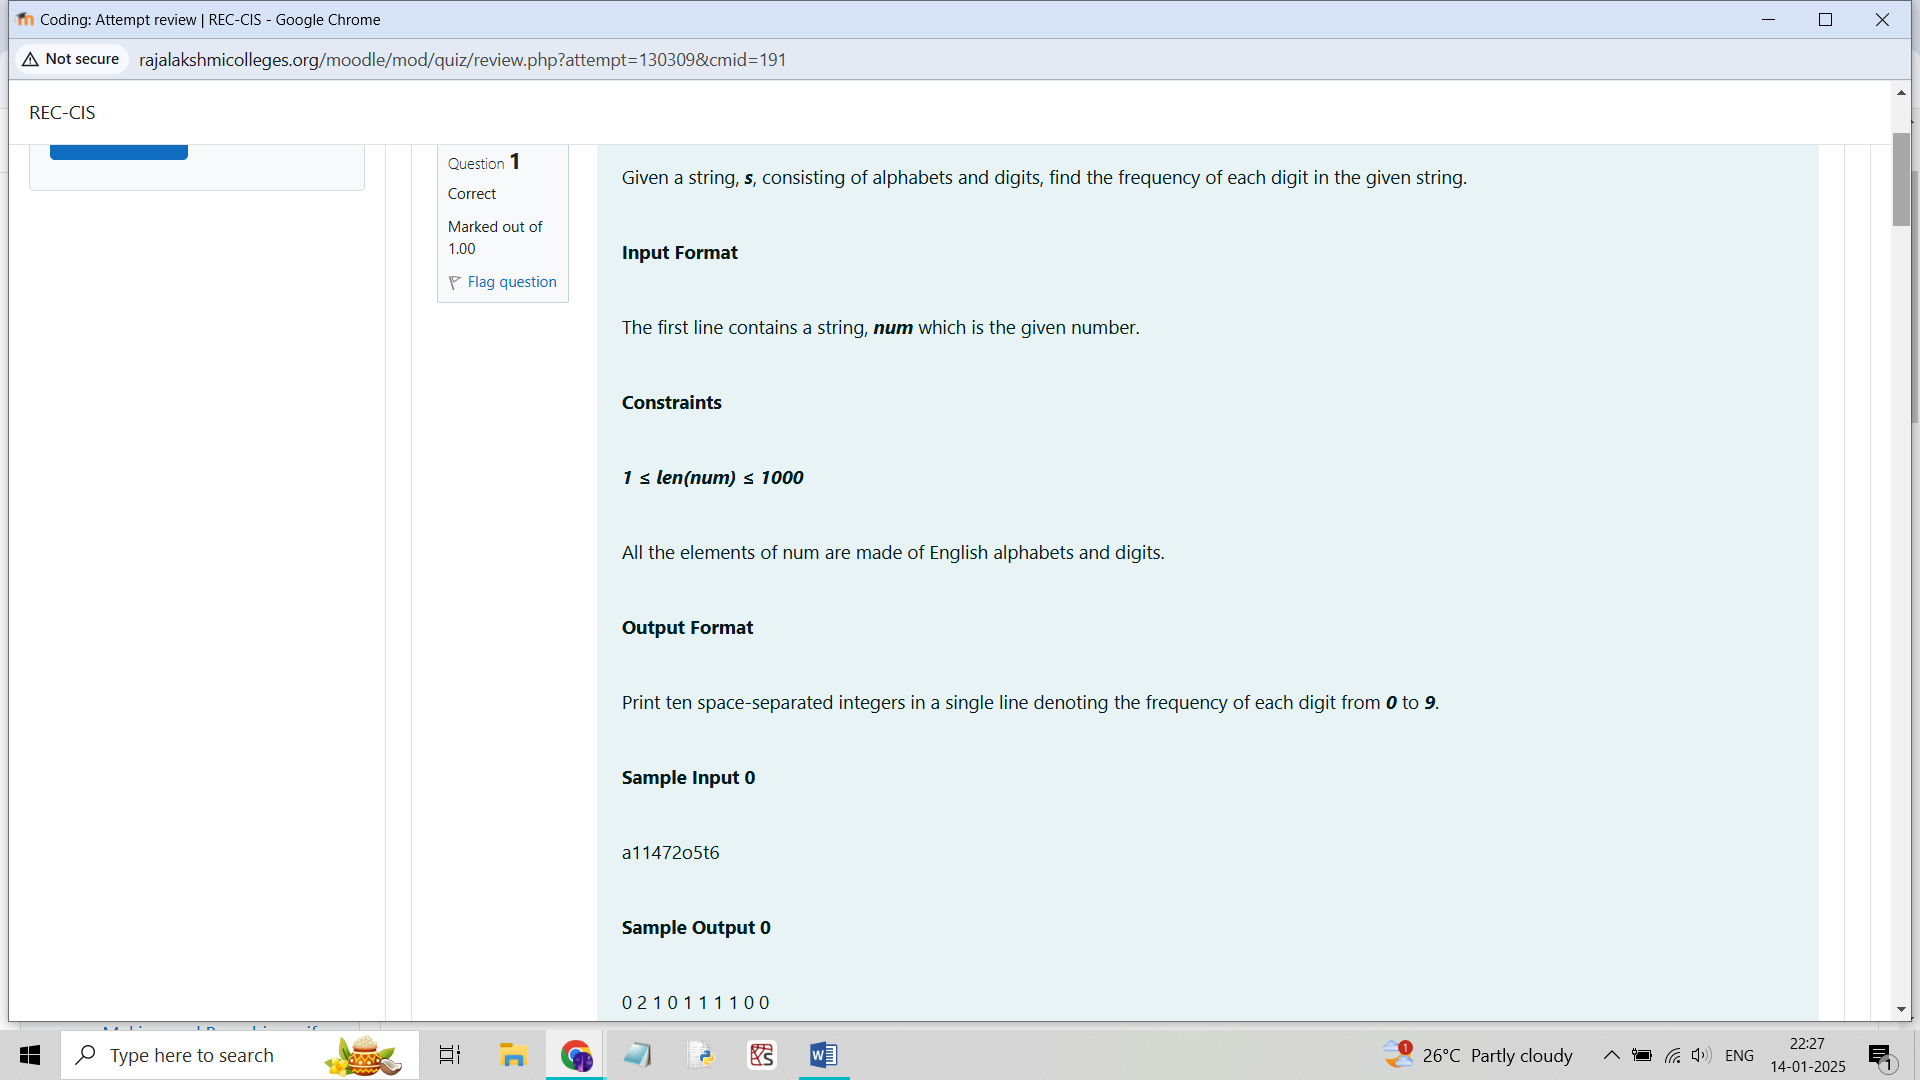 Coding: Attempt review | REC-CIS - Google Chrome
Not secure
rajalakshmicolleges.org/moodle/mod/quiz/review.php?attempt=130309&cmid=191
REC-CIS
Question 1
Correct
Marked out of
1.00
Flag question
Given a string, s, consisting of alphabets and digits, find the frequency of each digit in the given string.
Input Format
The first line contains a string, num which is the given number.
Constraints
1 ≤ len(num) ≤ 1000
All the elements of num are made of English alphabets and digits.
Output Format
Print ten space-separated integers in a single line denoting the frequency of each digit from 0 to 9.
Sample Input 0
a11472o5t6
Sample Output 0
0 2 1 0 1 1 1 1 0 0
Type here to search
1
26°C Partly cloudy
ENG
22:27
14-01-2025
1